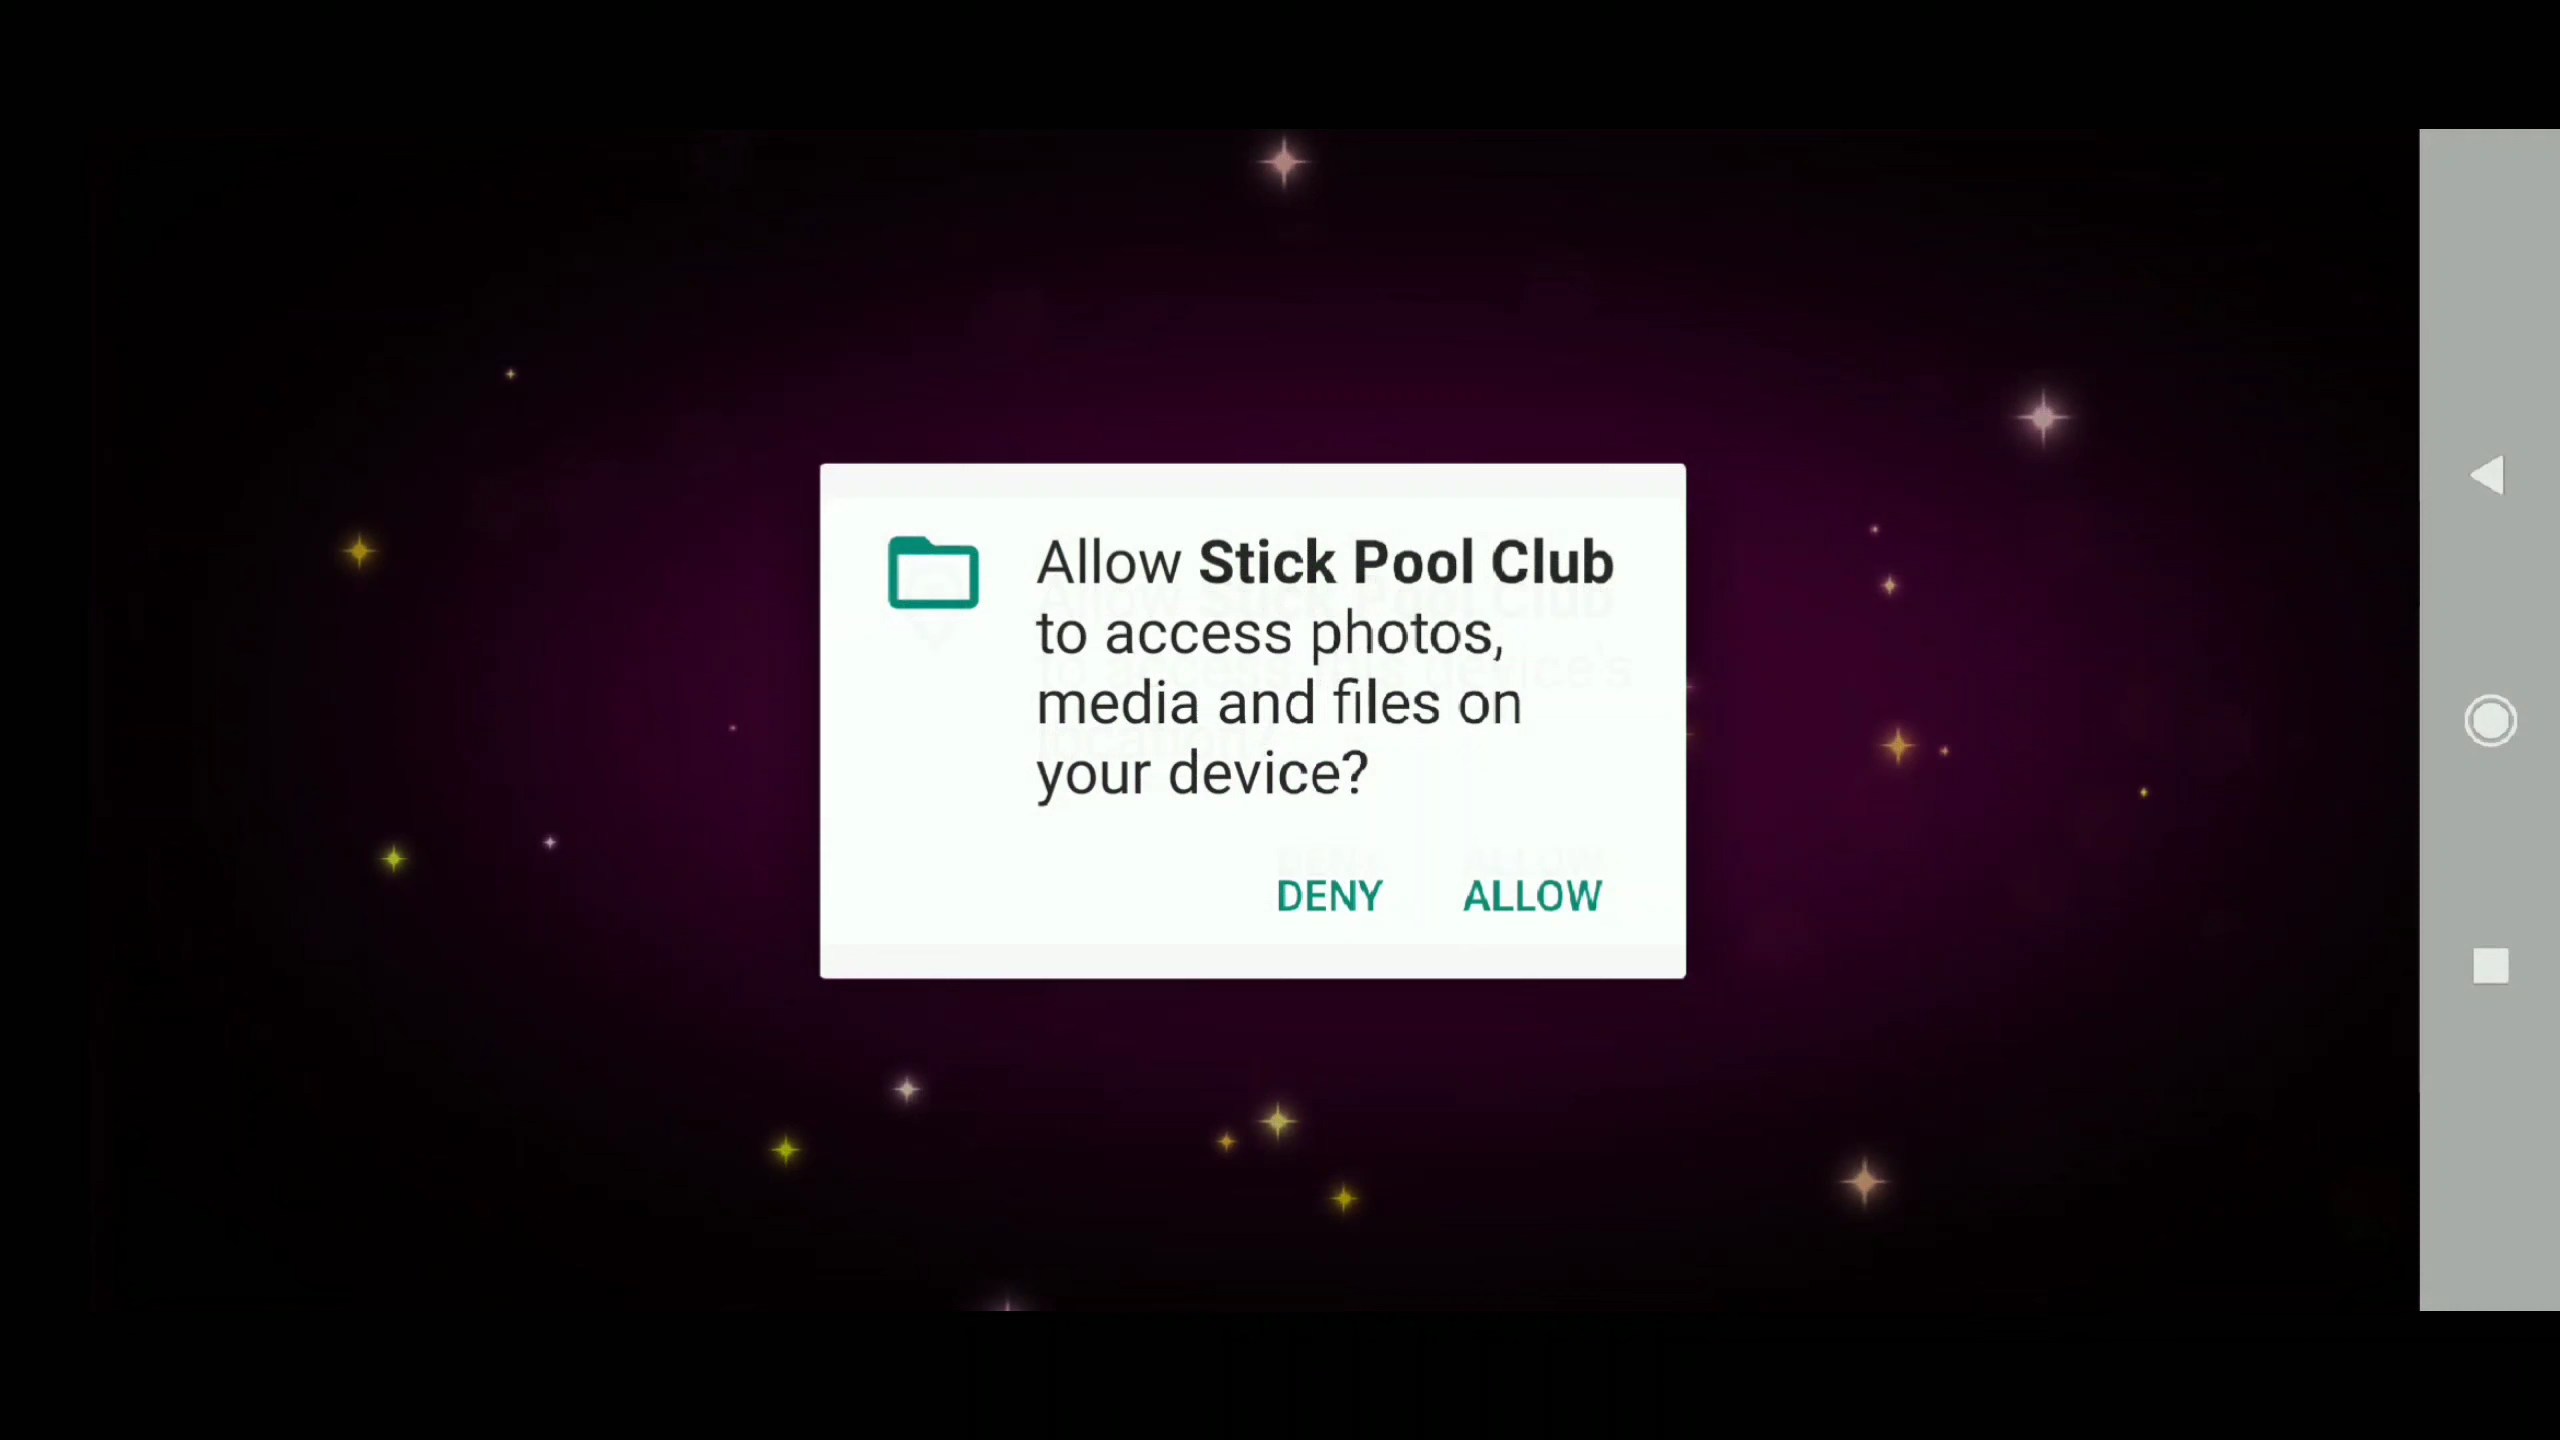 Allow Stick Pool Club
to access photos,
media and files on
your device?
DENY ALLOW